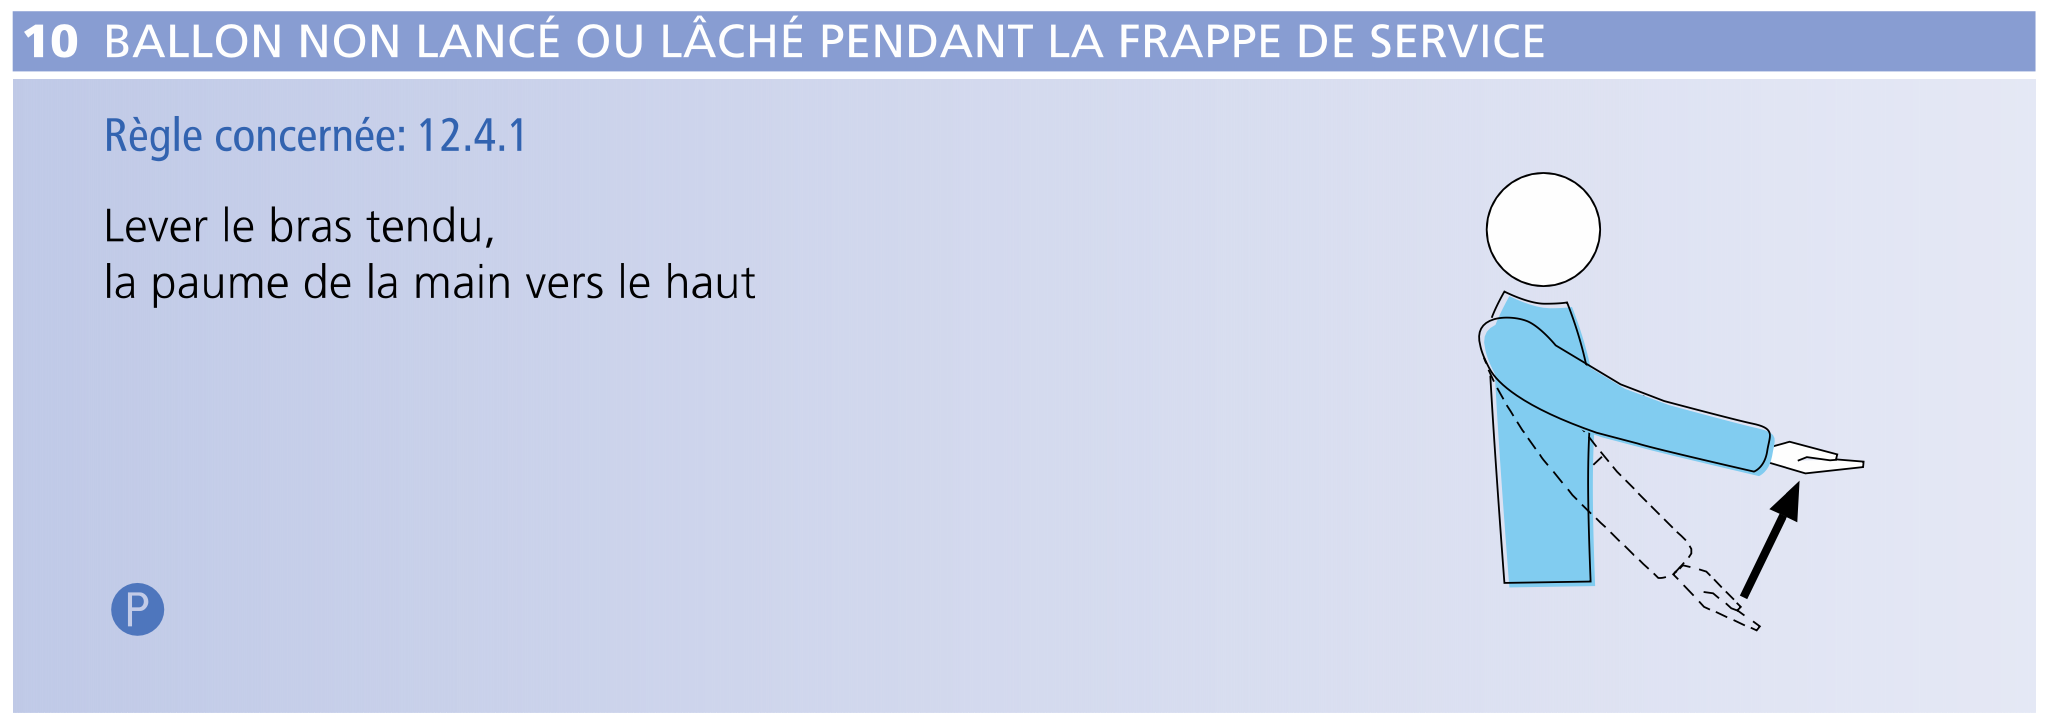 10 BALLON NON LANCÉ OU LÂCHÉ PENDANT LA FRAPPE DE SERVICE
Règle concernée: 12.4.1
Lever le bras tendu,
la paume de la main vers le haut
P